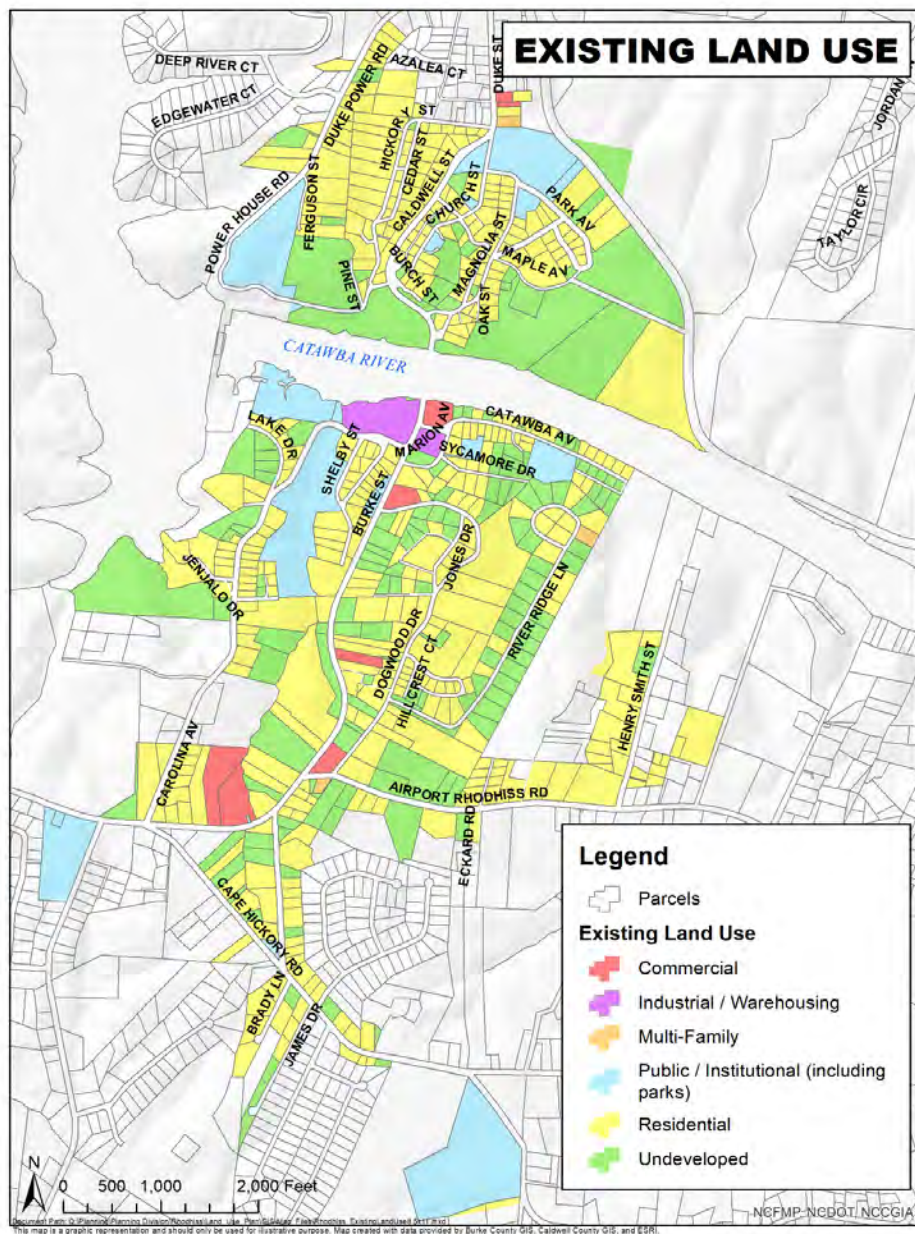 EXISTING LAND USE
DEEP RIVER CT
EDGEWATER CT
DUKE POWER RD
AZALEA CT
DUKE ST
HICKORY ST
CEDAR ST
CALDWELL ST
CHURCH ST
FERGUSON ST
POWER HOUSE RD
PARK AV
TAYLOR CIR
MAGNOLIA ST
MAPLE AV
BURCH ST
PINE ST
OAK ST
CATAWBA RIVER
LAKE DR
SHELBY ST
MARION AV
CATAWBA AV
SYCAMORE DR
BURKE ST
JONES DR
JENJALO DR
RIVER RIDGE LN
DOGWOOD DR
HILLCREST CT
HENRY SMITH ST
CAROLINA AV
AIRPORT RHODHISS RD
ECKARD RD
CAPE HICKORY RD
BRADY LN
JAMES DR
Legend
Parcels
Existing Land Use
Commercial
Industrial / Warehousing
Multi-Family
Public / Institutional (including
parks)
Residential
Undeveloped
N
0 500 1,000 2,000 Feet
NCFMP, NCDOT, NCCGIA
This map is a graphic representation and should only be used for illustrative purpose. Map created with data provided by Burke County GIS, Caldwell County GIS, and ESRI.